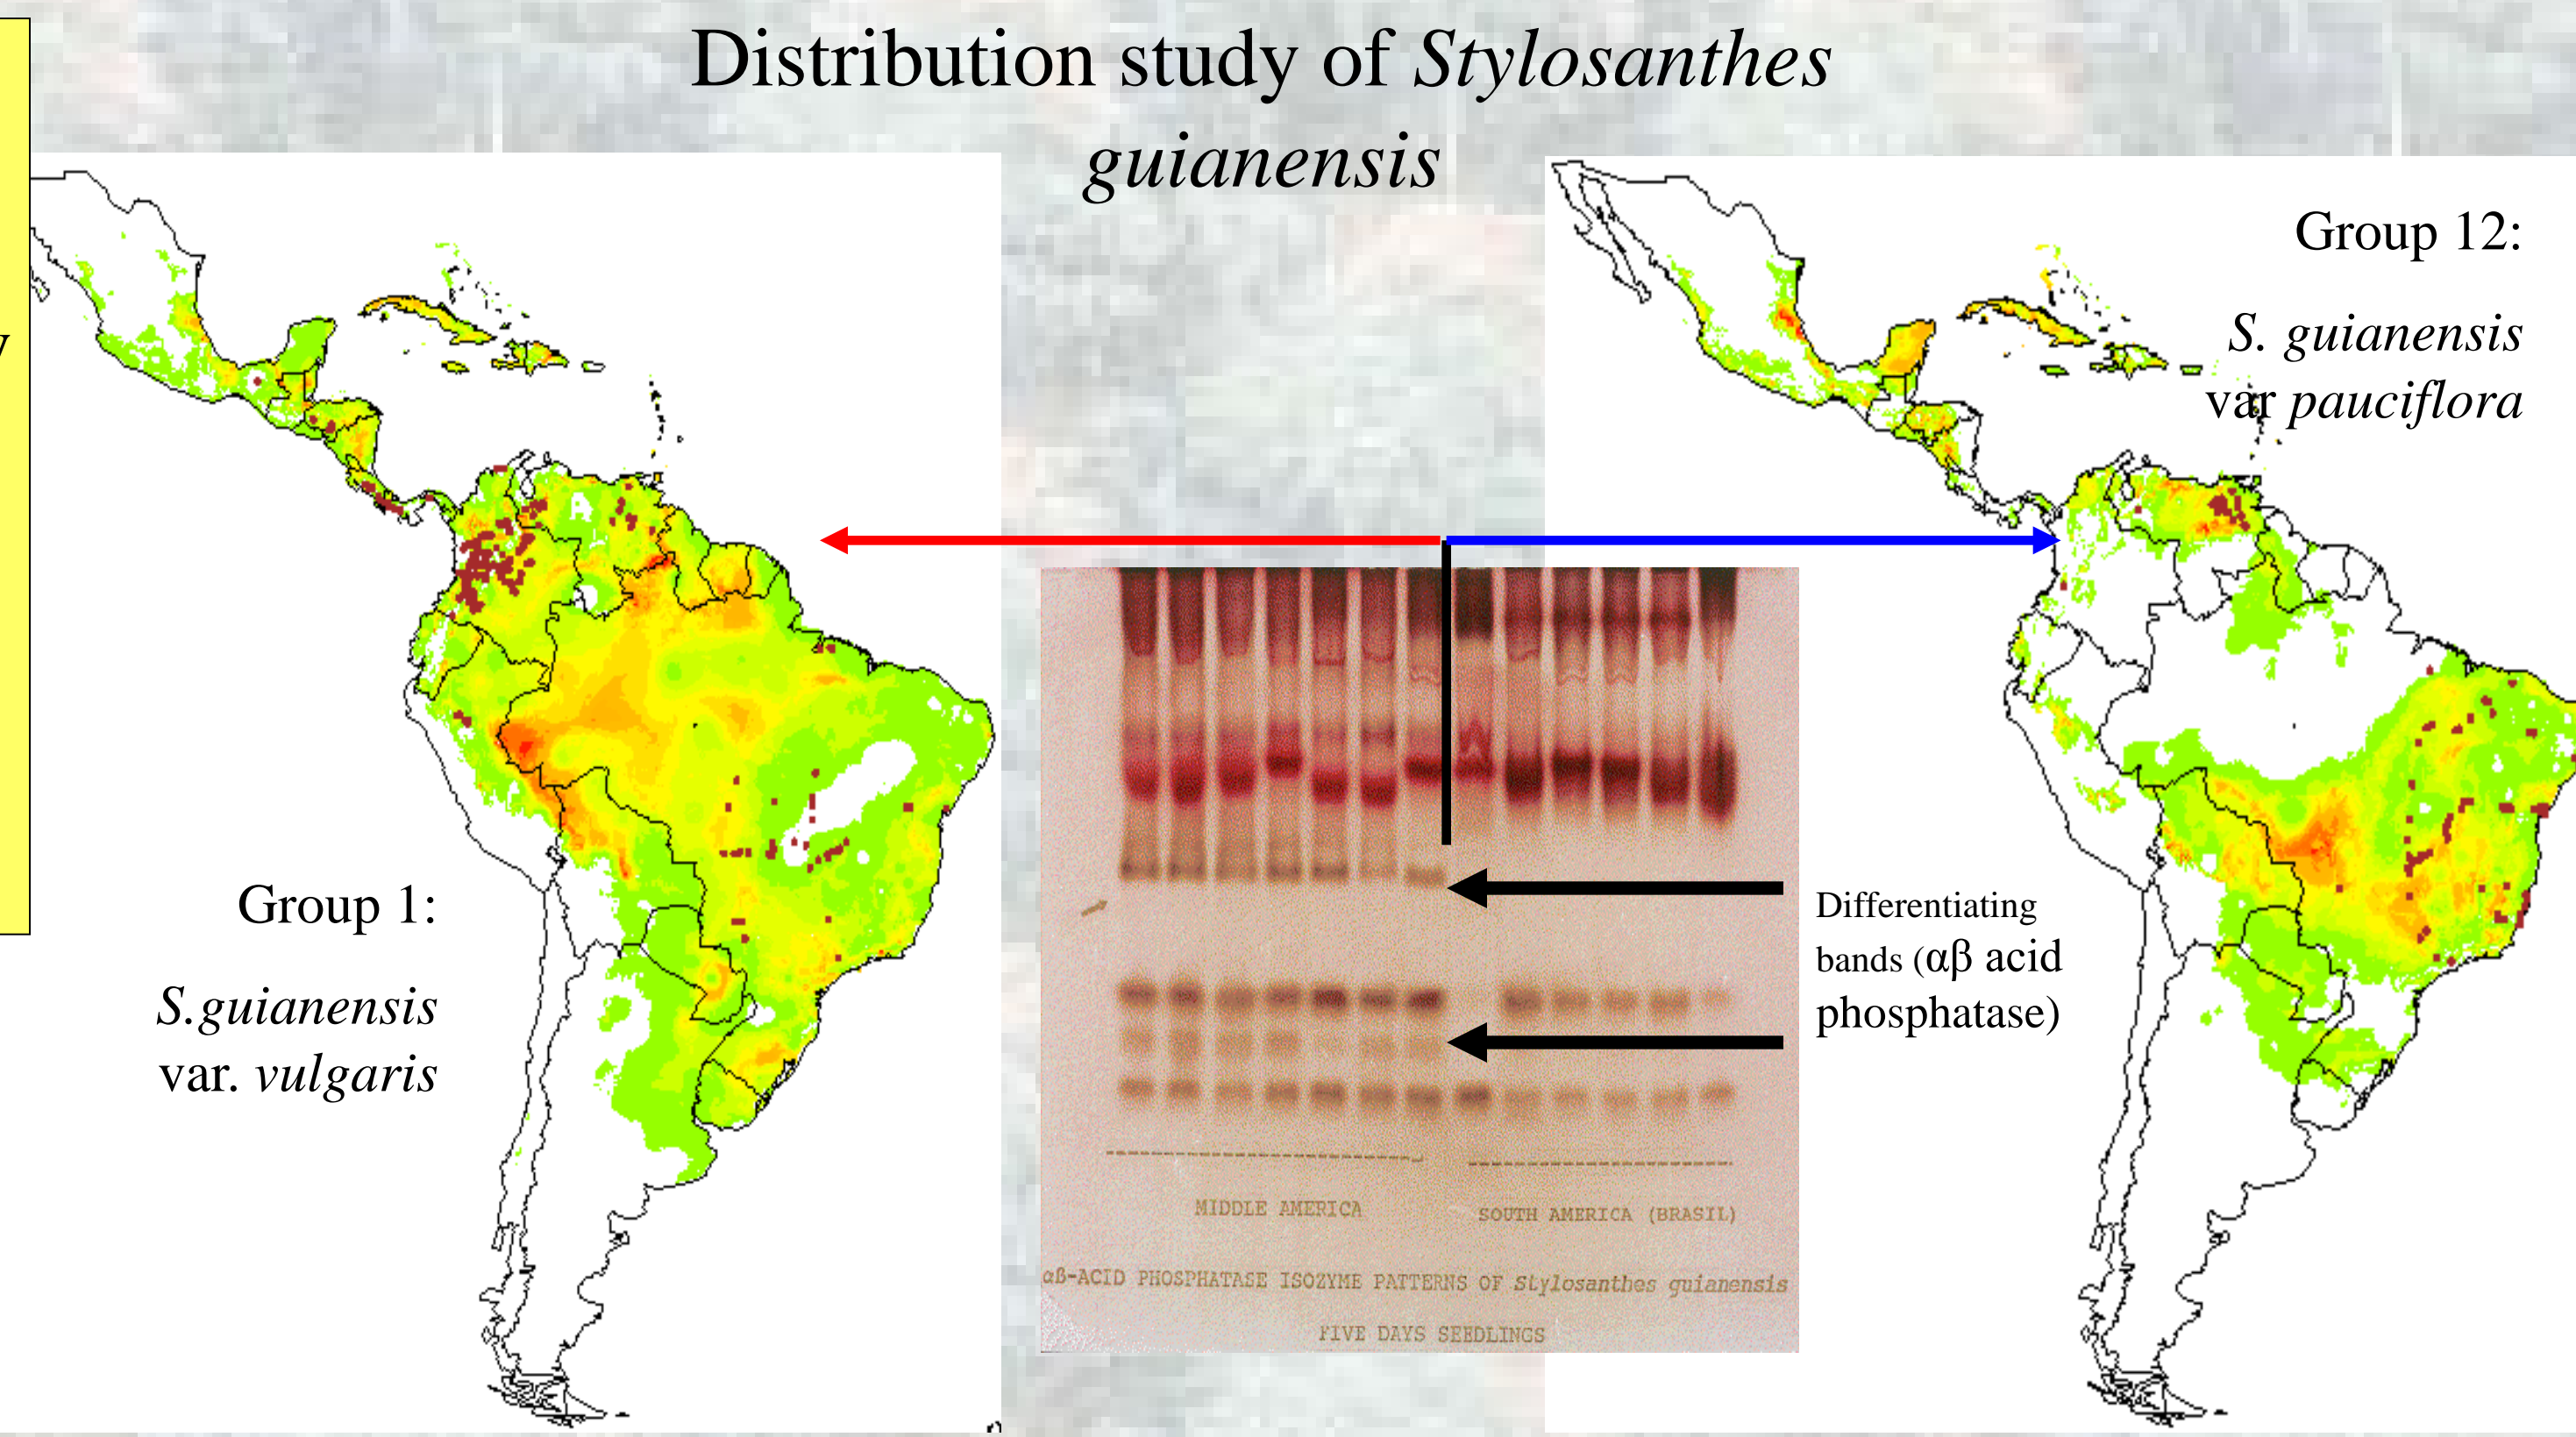 Distribution study of Stylosanthes
guianensis
y
Group 12:
S. guianensis
var pauciflora
Group 1:
S.guianensis
var. vulgaris
Differentiating
bands (αβ acid
phosphatase)
MIDDLE AMERICA
SOUTH AMERICA (BRASIL)
αß-ACID PHOSPHATASE ISOZYME PATTERNS OF Stylosanthes guianensis
FIVE DAYS SEEDLINGS